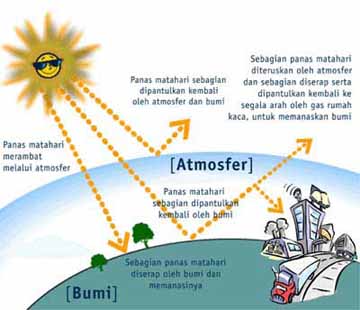 Panas matahari sebagian
dipantulkan kembali
oleh atmosfer dan bumi
Sebagian panas matahari
diteruskan oleh atmosfer
dan sebagian diserap serta
dipantulkan kembali ke
segala arah oleh gas rumah
kaca, untuk memanaskan bumi
Panas matahari
merambat
melalui atmosfer
[Atmosfer]
Panas matahari
sebagian dipantulkan
kembali oleh bumi
Sebagian panas matahari
diserap oleh bumi dan
memanasinya
[Bumi]